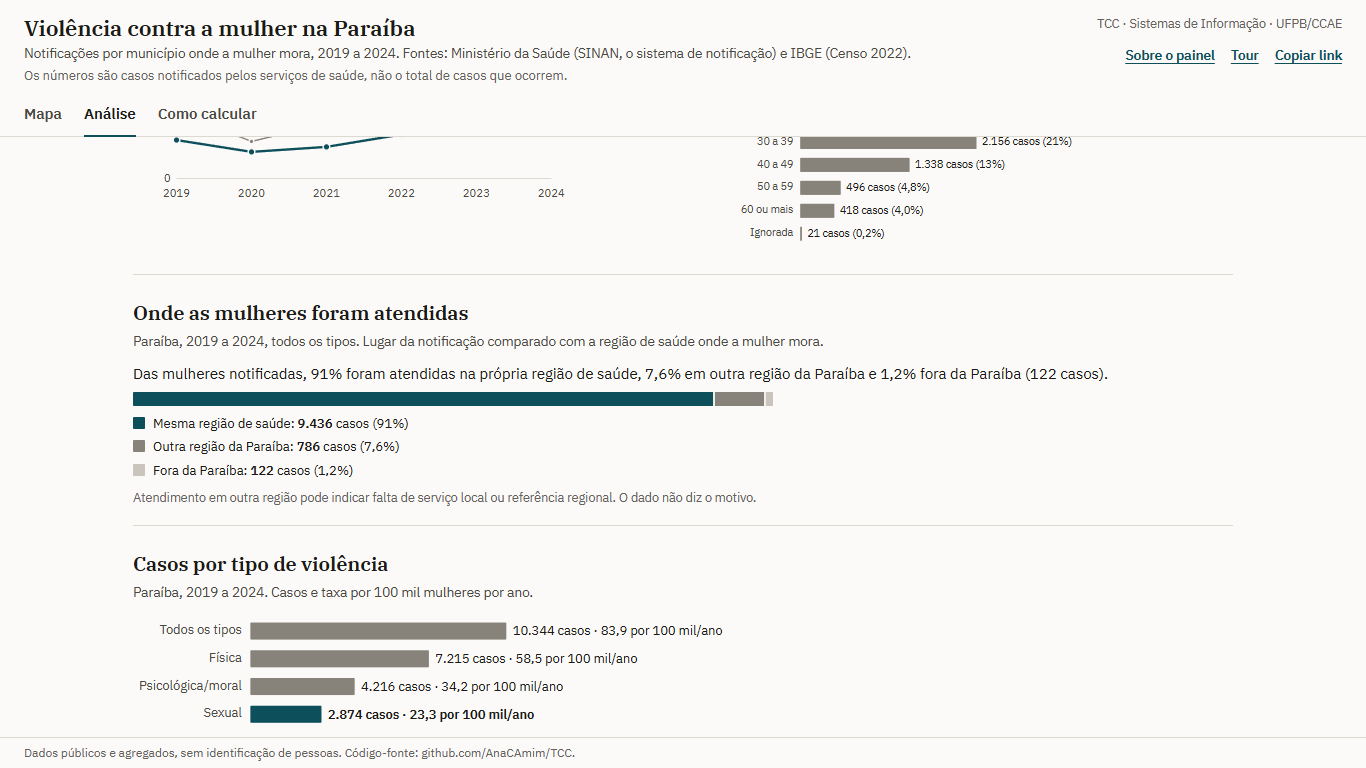 Violência contra a mulher na Paraíba
TCC · Sistemas de Informação · UFPB/CCAE
Notificações por município onde a mulher mora, 2019 a 2024. Fontes: Ministério da Saúde (SINAN, o sistema de notificação) e IBGE (Censo 2022).
Sobre o painel Tour Copiar link
Os números são casos notificados pelos serviços de saúde, não o total de casos que ocorrem.
Mapa Análise Como calcular
0
2019 2020 2021 2022 2023 2024
30 a 39 2.156 casos (21%)
40 a 49 1.338 casos (13%)
50 a 59 496 casos (4,8%)
60 ou mais 418 casos (4,0%)
Ignorada 21 casos (0,2%)
Onde as mulheres foram atendidas
Paraíba, 2019 a 2024, todos os tipos. Lugar da notificação comparado com a região de saúde onde a mulher mora.
Das mulheres notificadas, 91% foram atendidas na própria região de saúde, 7,6% em outra região da Paraíba e 1,2% fora da Paraíba (122 casos).
Mesma região de saúde: 9.436 casos (91%)
Outra região da Paraíba: 786 casos (7,6%)
Fora da Paraíba: 122 casos (1,2%)
Atendimento em outra região pode indicar falta de serviço local ou referência regional. O dado não diz o motivo.
Casos por tipo de violência
Paraíba, 2019 a 2024. Casos e taxa por 100 mil mulheres por ano.
Todos os tipos 10.344 casos · 83,9 por 100 mil/ano
Física 7.215 casos · 58,5 por 100 mil/ano
Psicológica/moral 4.216 casos · 34,2 por 100 mil/ano
Sexual 2.874 casos · 23,3 por 100 mil/ano
Dados públicos e agregados, sem identificação de pessoas. Código-fonte: github.com/AnaCAmim/TCC.